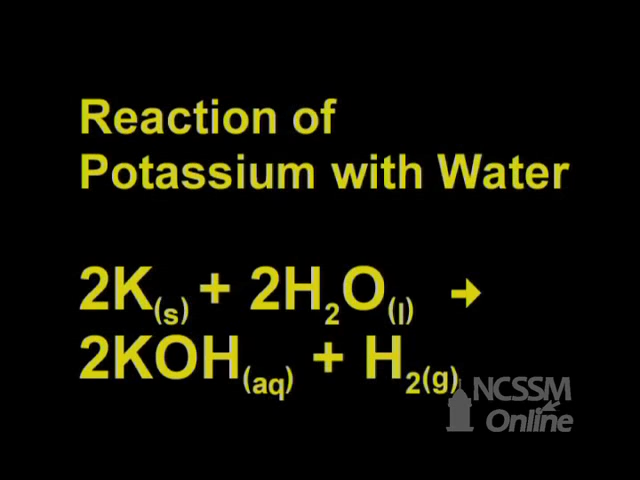 Reaction of
Potassium with Water
2K(s) + 2H2O(l) →
2KOH(aq) + H2(g)
NCSSM
Online